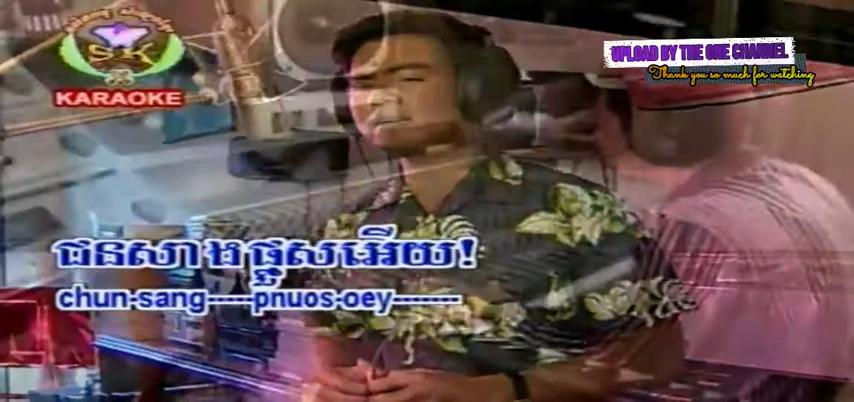 SK
KARAOKE
UPLOAD BY THE ONE CHANNEL
Thank you so much for watching
ជនសាងផ្នួសអើយ!
chun-sang-----pnuos-oey-------